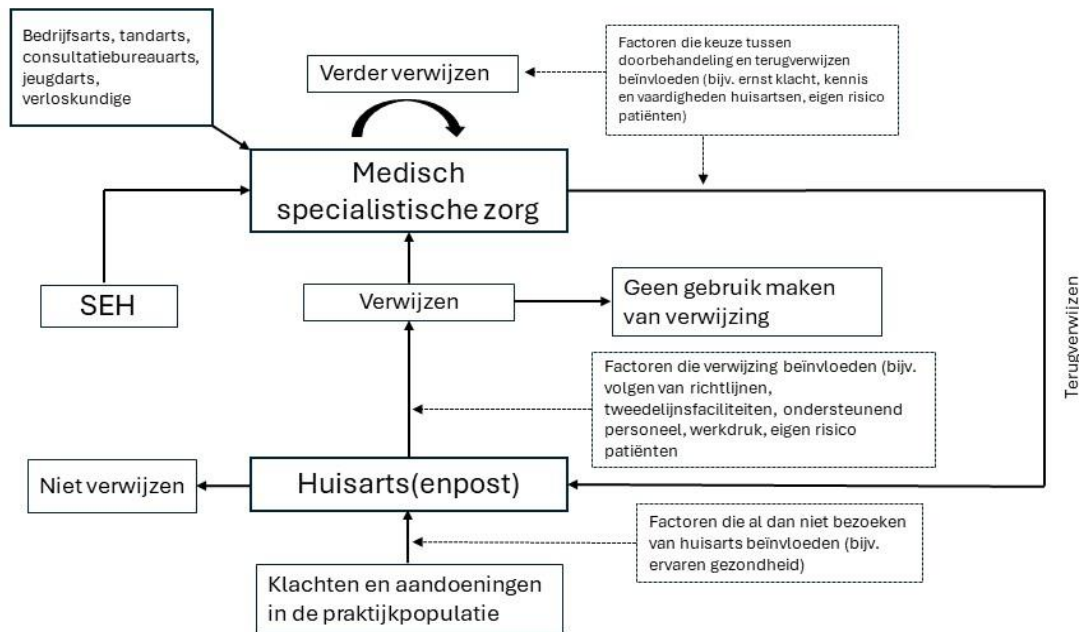 Bedrijfsarts, tandarts,
consultatiebureauarts,
jeugdarts,
verloskundige
Verder verwijzen
Factoren die keuze tussen
doorbehandeling en terugverwijzen
beïnvloeden (bijv. ernst klacht, kennis
en vaardigheden huisartsen, eigen risico
patiënten)
Medisch
specialistische zorg
SEH
Verwijzen
Geen gebruik maken
van verwijzing
Terugverwijzen
Factoren die verwijzing beïnvloeden (bijv.
volgen van richtlijnen,
tweedelijnsfaciliteiten, ondersteunend
personeel, werkdruk, eigen risico
patiënten
Niet verwijzen
Huisarts(enpost)
Factoren die al dan niet bezoeken
van huisarts beïnvloeden (bijv.
ervaren gezondheid)
Klachten en aandoeningen
in de praktijkpopulatie